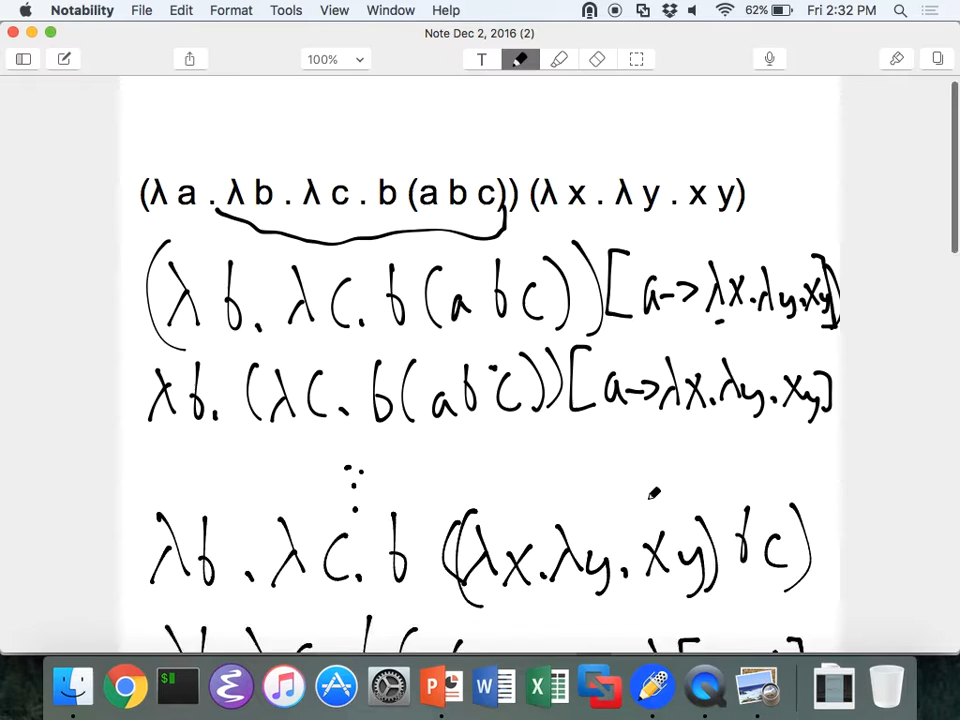 Notability File Edit Format Tools View Window Help 62% Fri 2:32 PM
Note Dec 2, 2016 (2)
100% T
(λ a . λ b . λ c . b (a b c)) (λ x . λ y . x y)
(λ b. λ c. b (a b c))[a->λx.λy.xy]
λ b. (λ c. b (a b c))[a->λx.λy.xy]
λ b . λ c. b ((λx.λy. xy) b c)